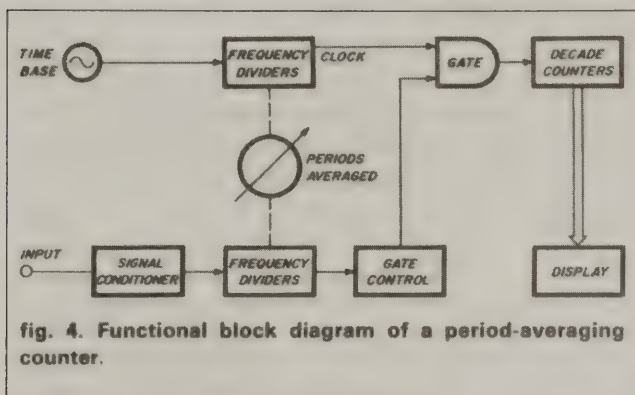 TIME
BASE
FREQUENCY
DIVIDERS
CLOCK
GATE
DECADE
COUNTERS
PERIODS
AVERAGED
INPUT
SIGNAL
CONDITIONER
FREQUENCY
DIVIDERS
GATE
CONTROL
DISPLAY
fig. 4. Functional block diagram of a period-averaging
counter.